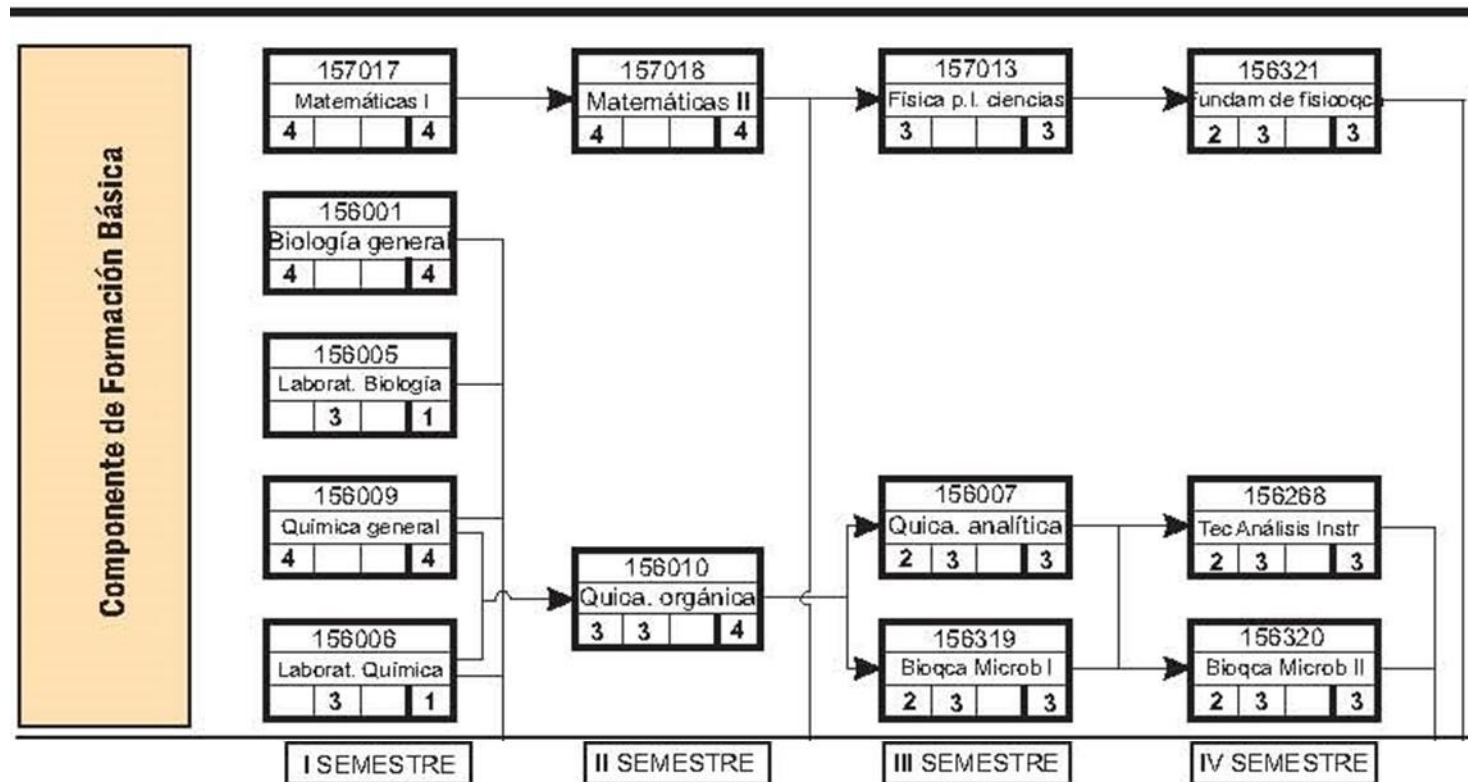 Componente de Formación Básica
157017
Matemáticas I
4 4
156001
Biología general
4 4
156005
Laborat. Biología
3 1
156009
Química general
4 4
156006
Laborat. Química
3 1
I SEMESTRE
157018
Matemáticas II
4 4
156010
Quica. orgánica
3 3 4
II SEMESTRE
157013
Física p.l. ciencias
3 3
156007
Quica. analítica
2 3 3
156319
Bioqca Microb I
2 3 3
III SEMESTRE
156321
Fundam de fisicoqca
2 3 3
156268
Tec Análisis Instr
2 3 3
156320
Bioqca Microb II
2 3 3
IV SEMESTRE